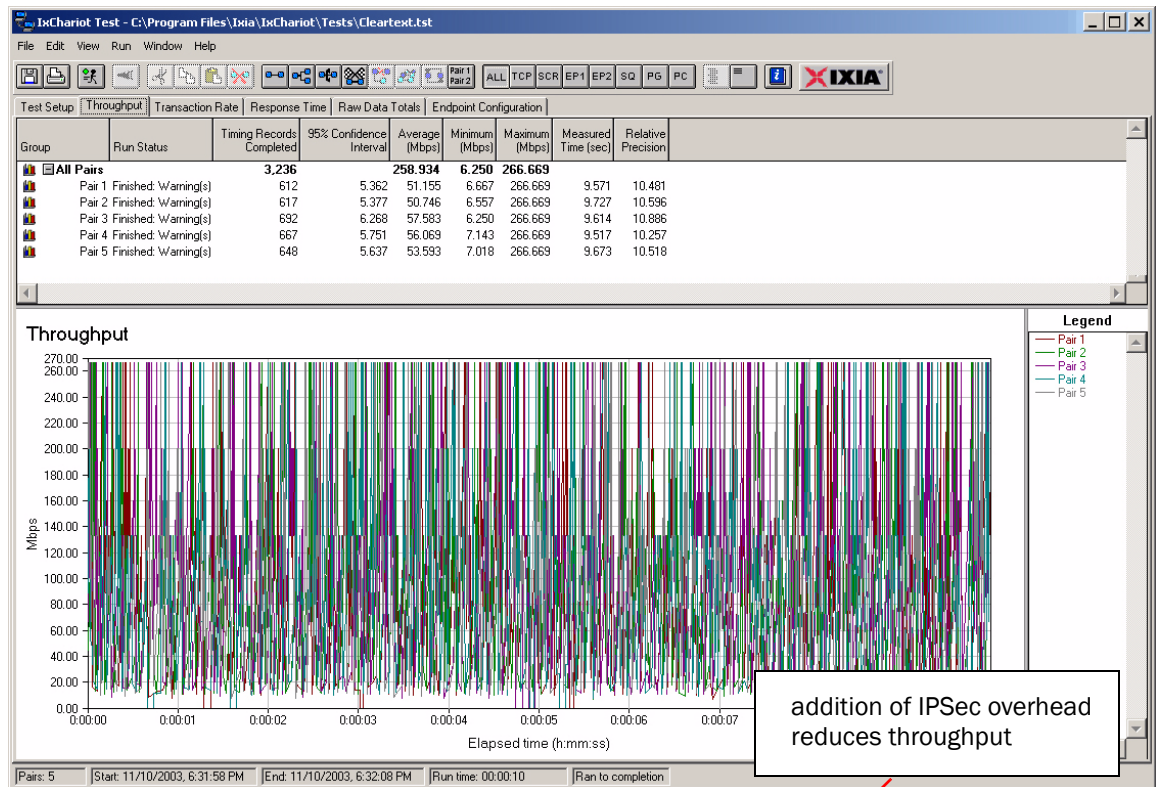 IxChariot Test - C:\Program Files\Ixia\IxChariot\Tests\Cleartext.tst
File Edit View Run Window Help
Pair 1
Pair 2
ALL TCP SCR EP1 EP2 SQ PG PC
IXIA
Test Setup Throughput Transaction Rate Response Time Raw Data Totals Endpoint Configuration
Group Run Status Timing Records Completed 95% Confidence Interval Average (Mbps) Minimum (Mbps) Maximum (Mbps) Measured Time (sec) Relative Precision
All Pairs 3,236 258.934 6.250 266.669
Pair 1 Finished: Warning(s) 612 5.362 51.155 6.667 266.669 9.571 10.481
Pair 2 Finished: Warning(s) 617 5.377 50.746 6.557 266.669 9.727 10.596
Pair 3 Finished: Warning(s) 692 6.268 57.583 6.250 266.669 9.614 10.886
Pair 4 Finished: Warning(s) 667 5.751 56.069 7.143 266.669 9.517 10.257
Pair 5 Finished: Warning(s) 648 5.637 53.593 7.018 266.669 9.673 10.518
Throughput
Legend
Pair 1
Pair 2
Pair 3
Pair 4
Pair 5
Mbps
270.00
260.00
240.00
220.00
200.00
180.00
160.00
140.00
120.00
100.00
80.00
60.00
40.00
20.00
0.00
0:00:00 0:00:01 0:00:02 0:00:03 0:00:04 0:00:05 0:00:06 0:00:07
Elapsed time (h:mm:ss)
addition of IPSec overhead
reduces throughput
Pairs: 5 Start: 11/10/2003, 6:31:58 PM End: 11/10/2003, 6:32:08 PM Run time: 00:00:10 Ran to completion